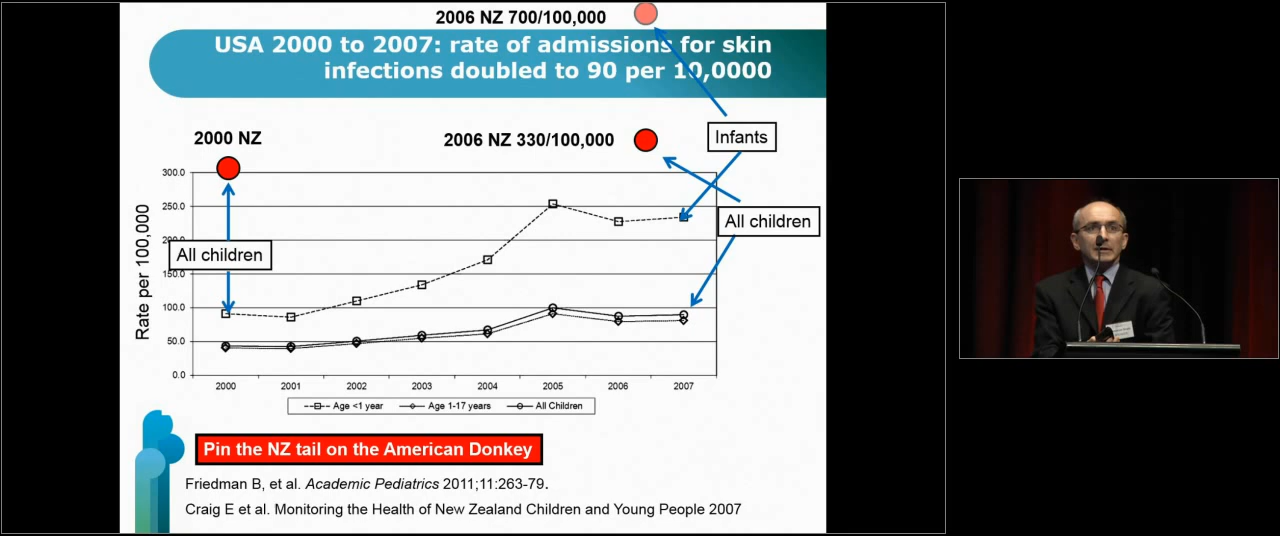 2006 NZ 700/100,000
USA 2000 to 2007: rate of admissions for skin
infections doubled to 90 per 10,0000
2000 NZ
2006 NZ 330/100,000
Infants
All children
All children
Rate per 100,000
300.0
250.0
200.0
150.0
100.0
50.0
0.0
2000
2001
2002
2003
2004
2005
2006
2007
Age <1 year
Age 1-17 years
All Children
Pin the NZ tail on the American Donkey
Friedman B, et al. Academic Pediatrics 2011;11:263-79.
Craig E et al. Monitoring the Health of New Zealand Children and Young People 2007